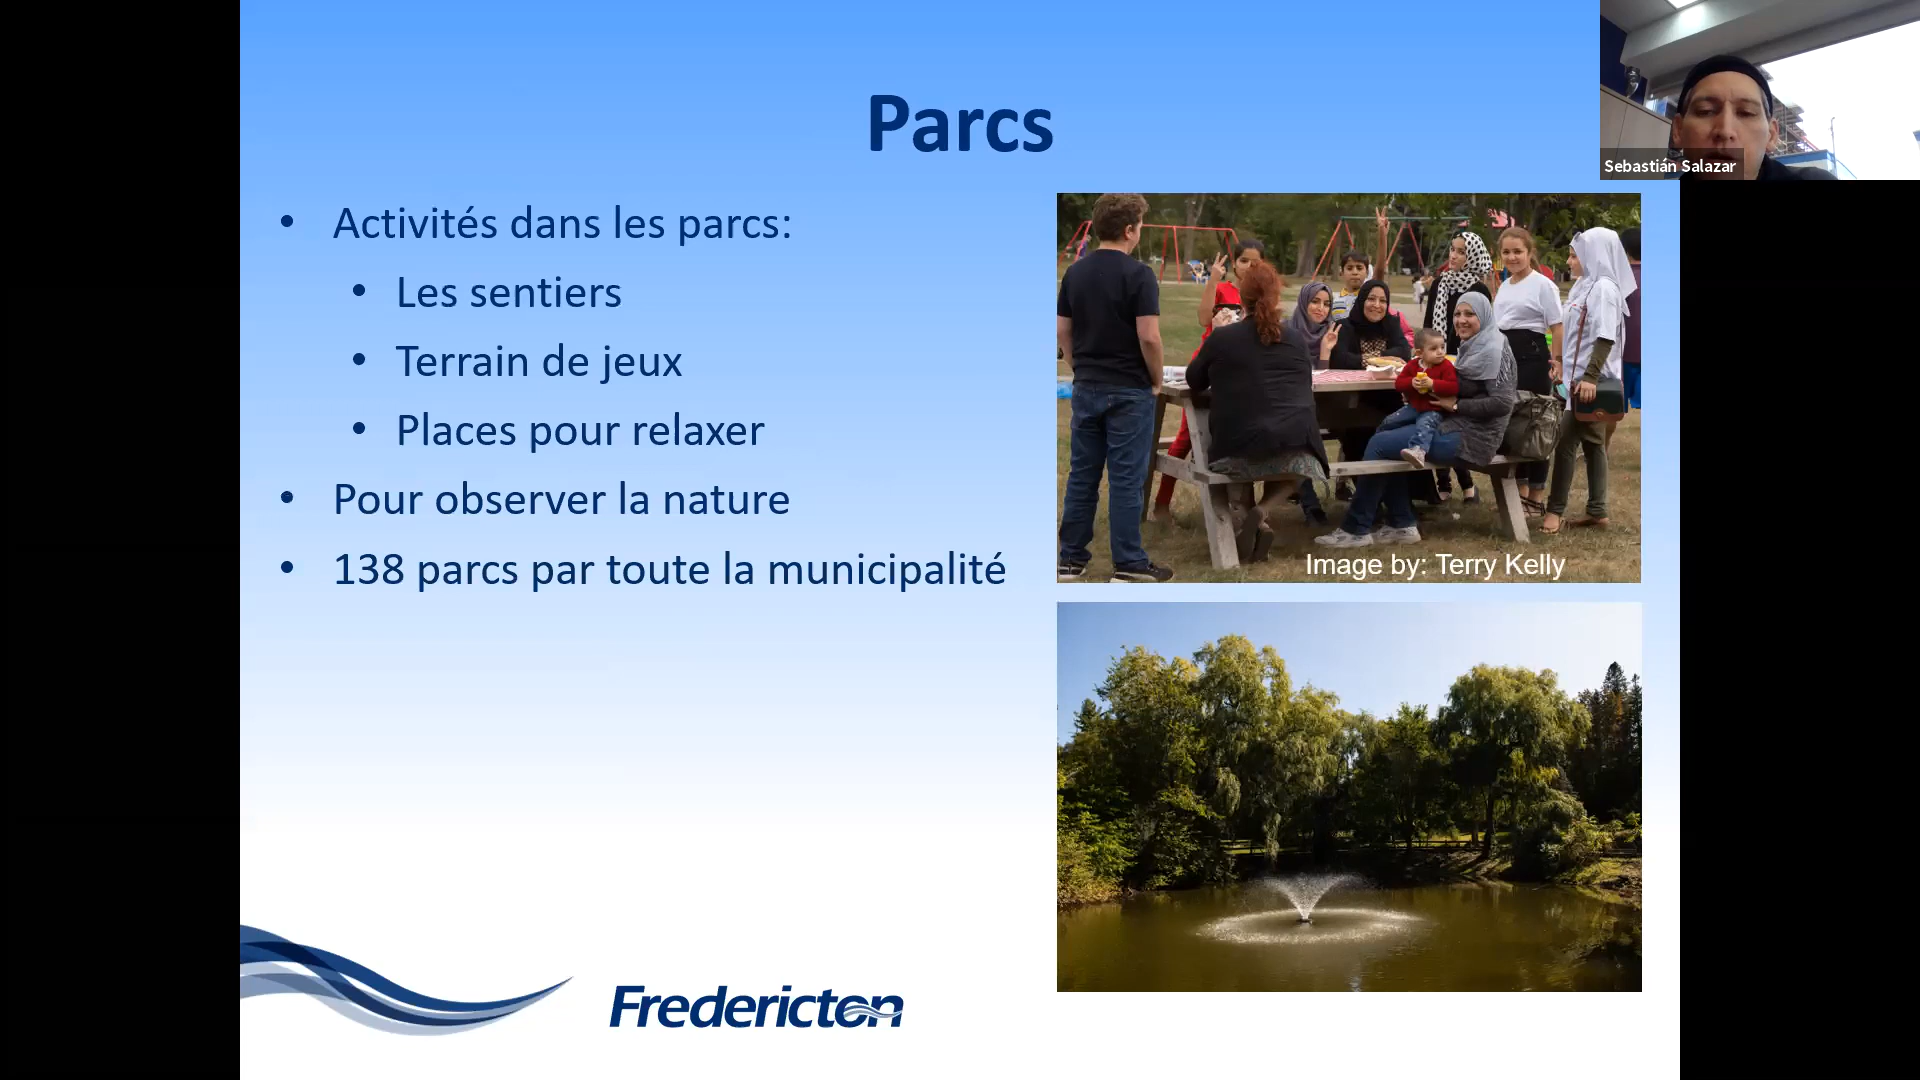 Parcs
Sebastián Salazar
• Activités dans les parcs:
• Les sentiers
• Terrain de jeux
• Places pour relaxer
• Pour observer la nature
• 138 parcs par toute la municipalité
Image by: Terry Kelly
Fredericton